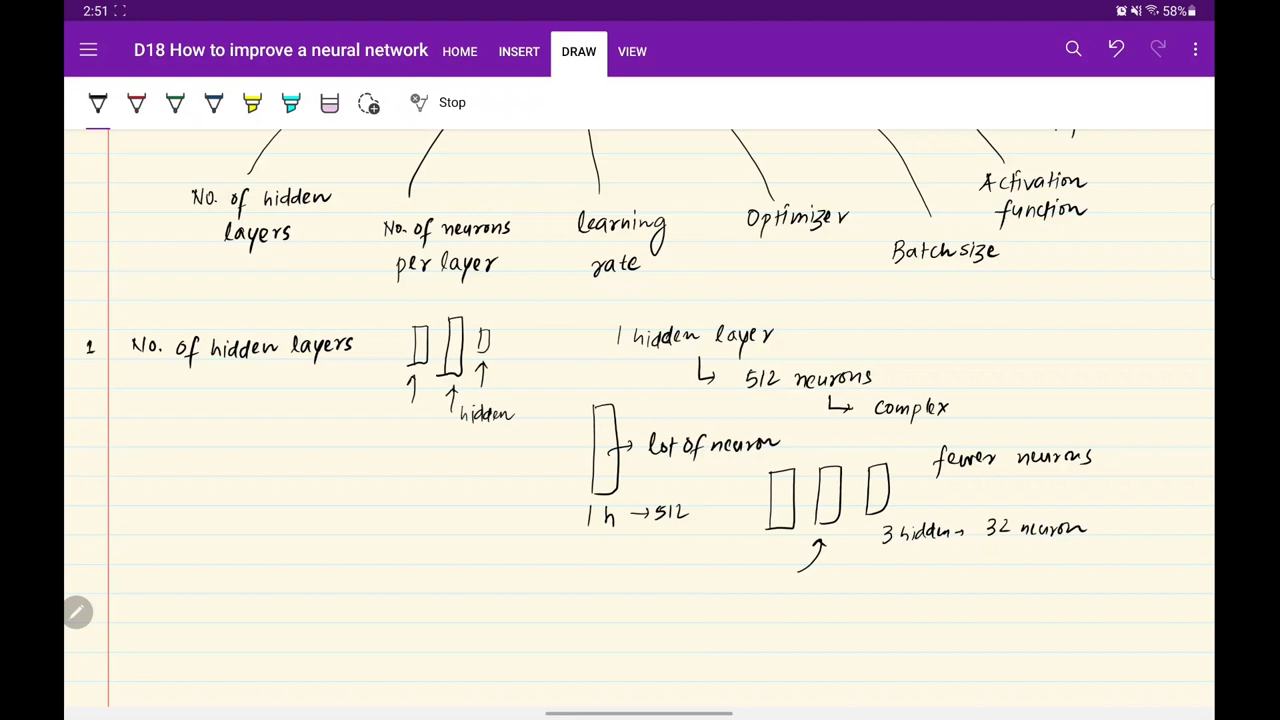 2:51
58%
D18 How to improve a neural network
HOME
INSERT
DRAW
VIEW
Stop
No. of hidden
layers
No. of neurons
per layer
learning
rate
Optimizer
Batch size
Activation
function
1 No. of hidden layers
hidden
1 hidden layer
512 neurons
complex
lot of neuron
1 h → 512
fewer neurons
3 hidden → 32 neuron